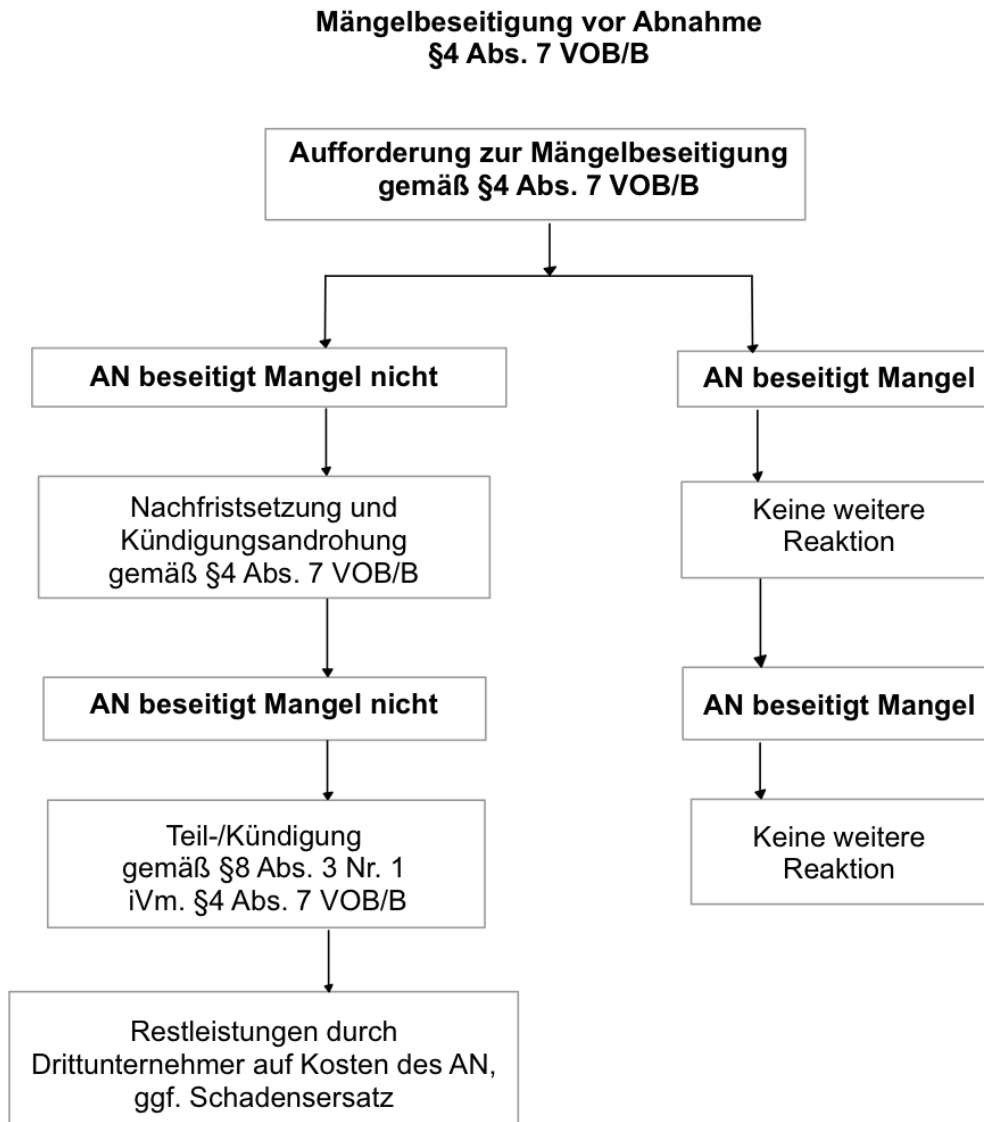 Mängelbeseitigung vor Abnahme
§4 Abs. 7 VOB/B
Aufforderung zur Mängelbeseitigung
gemäß §4 Abs. 7 VOB/B
AN beseitigt Mangel nicht
AN beseitigt Mangel
Nachfristsetzung und
Kündigungsandrohung
gemäß §4 Abs. 7 VOB/B
Keine weitere
Reaktion
AN beseitigt Mangel nicht
AN beseitigt Mangel
Teil-/Kündigung
gemäß §8 Abs. 3 Nr. 1
iVm. §4 Abs. 7 VOB/B
Keine weitere
Reaktion
Restleistungen durch
Drittunternehmer auf Kosten des AN,
ggf. Schadensersatz